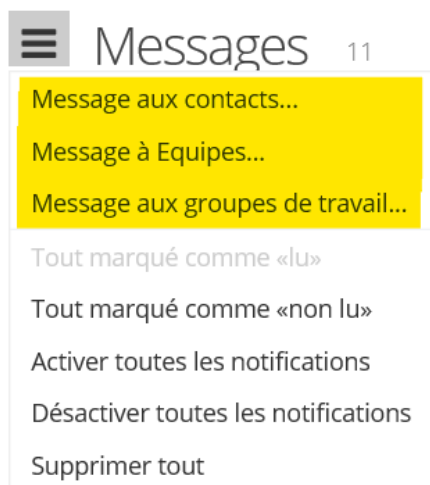 Messages 11
Message aux contacts...
Message à Equipes...
Message aux groupes de travail...
Tout marqué comme «lu»
Tout marqué comme «non lu»
Activer toutes les notifications
Désactiver toutes les notifications
Supprimer tout